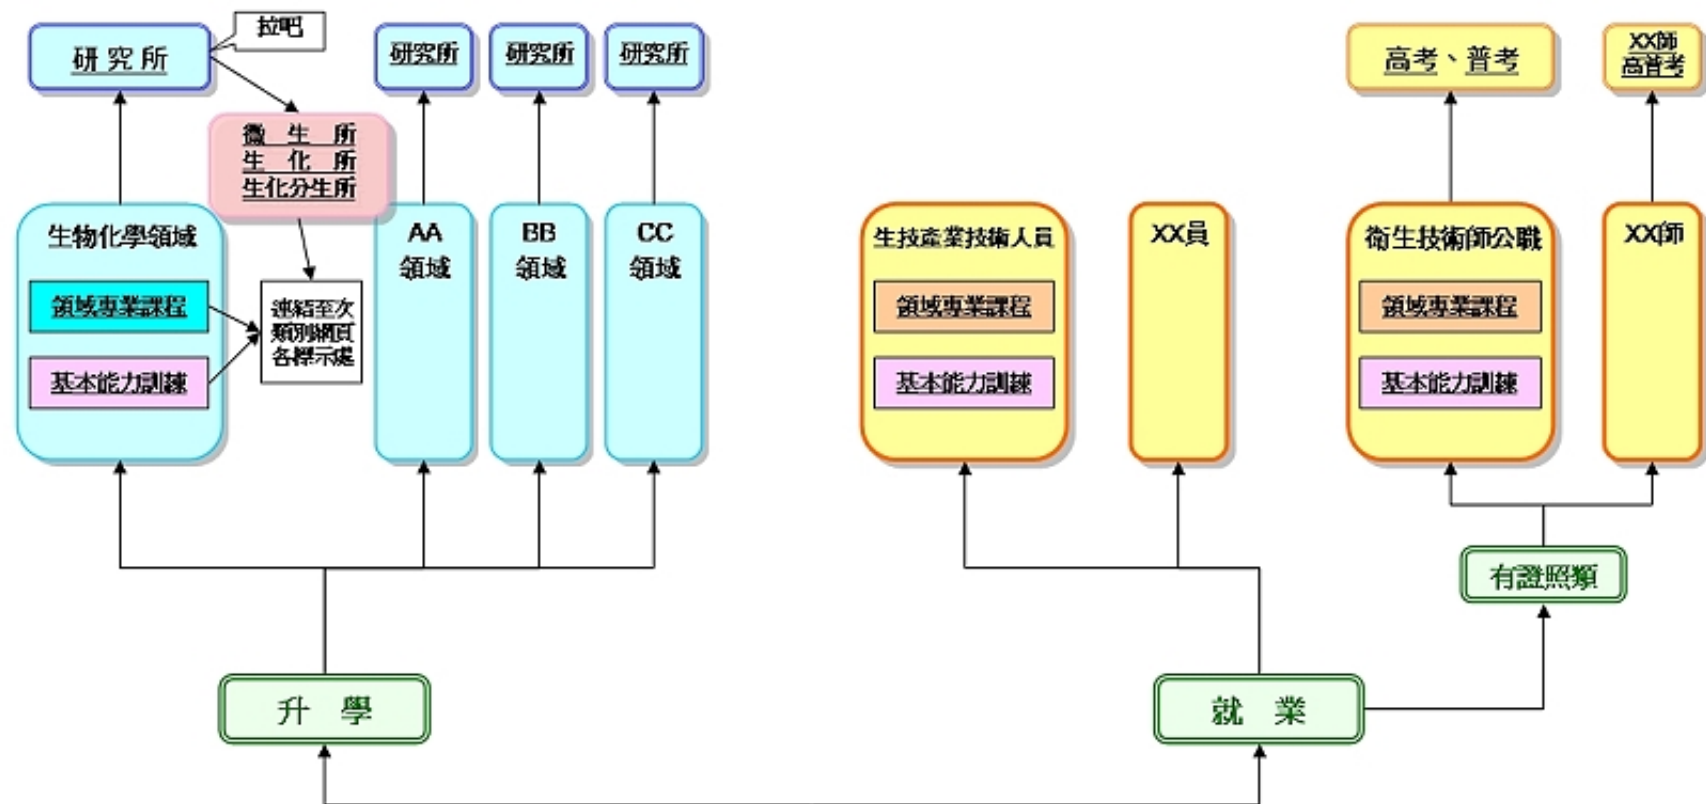 拉吧
研究所
研究所
研究所
研究所
高考、普考
XX師
高普考
微生所
生化所
生化分生所
生物化學領域
AA
領域
BB
領域
CC
領域
生技產業技術人員
XX員
衛生技術師公職
XX師
領域專業課程
連結至次
類別網頁
各標示處
領域專業課程
領域專業課程
基本能力訓練
基本能力訓練
基本能力訓練
有證照類
升學
就業